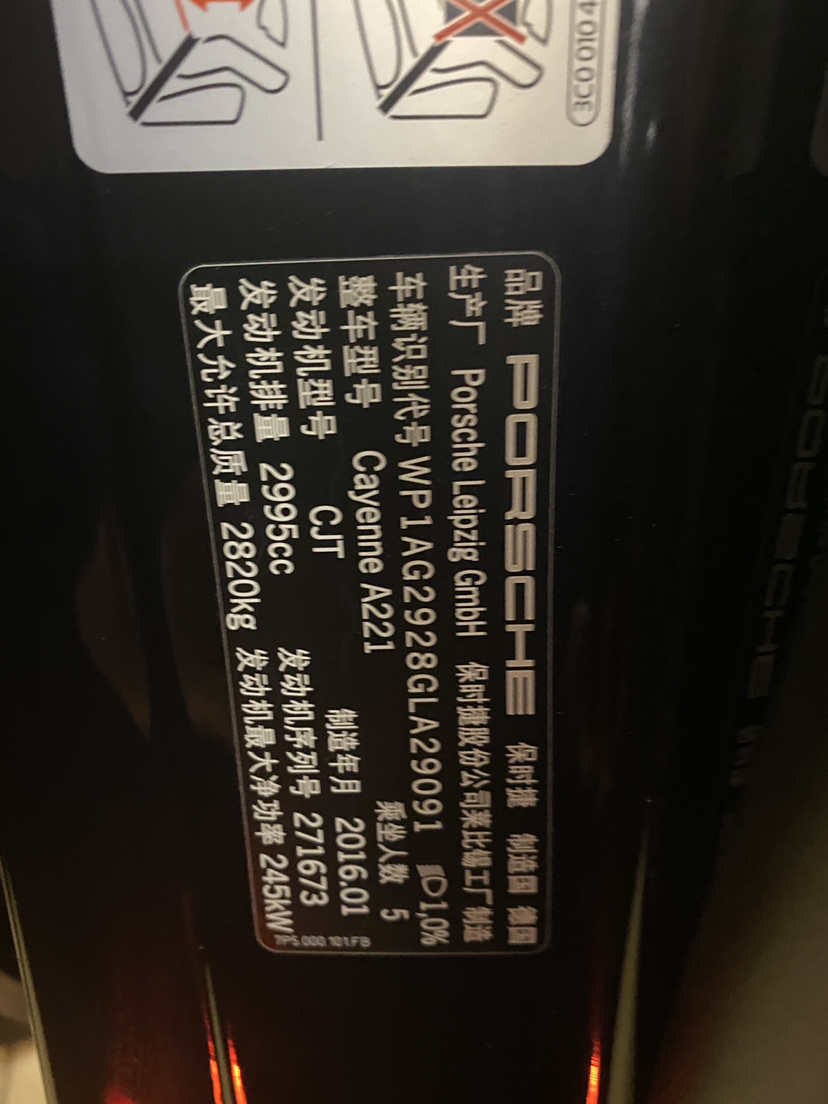 3C0 010 4
品牌 PORSCHE 保时捷 制造国 德国
生产厂 Porsche Leipzig GmbH 保时捷股份公司莱比锡工厂制造
车辆识别代号 WP1AG2928GLA29091 1,0%
整车型号 Cayenne A221 乘坐人数 5
发动机型号 CJT 制造年月 2016.01
发动机排量 2995cc 发动机序列号 271673
最大允许总质量 2820kg 发动机最大净功率 245kW
7P5.000.101.FB